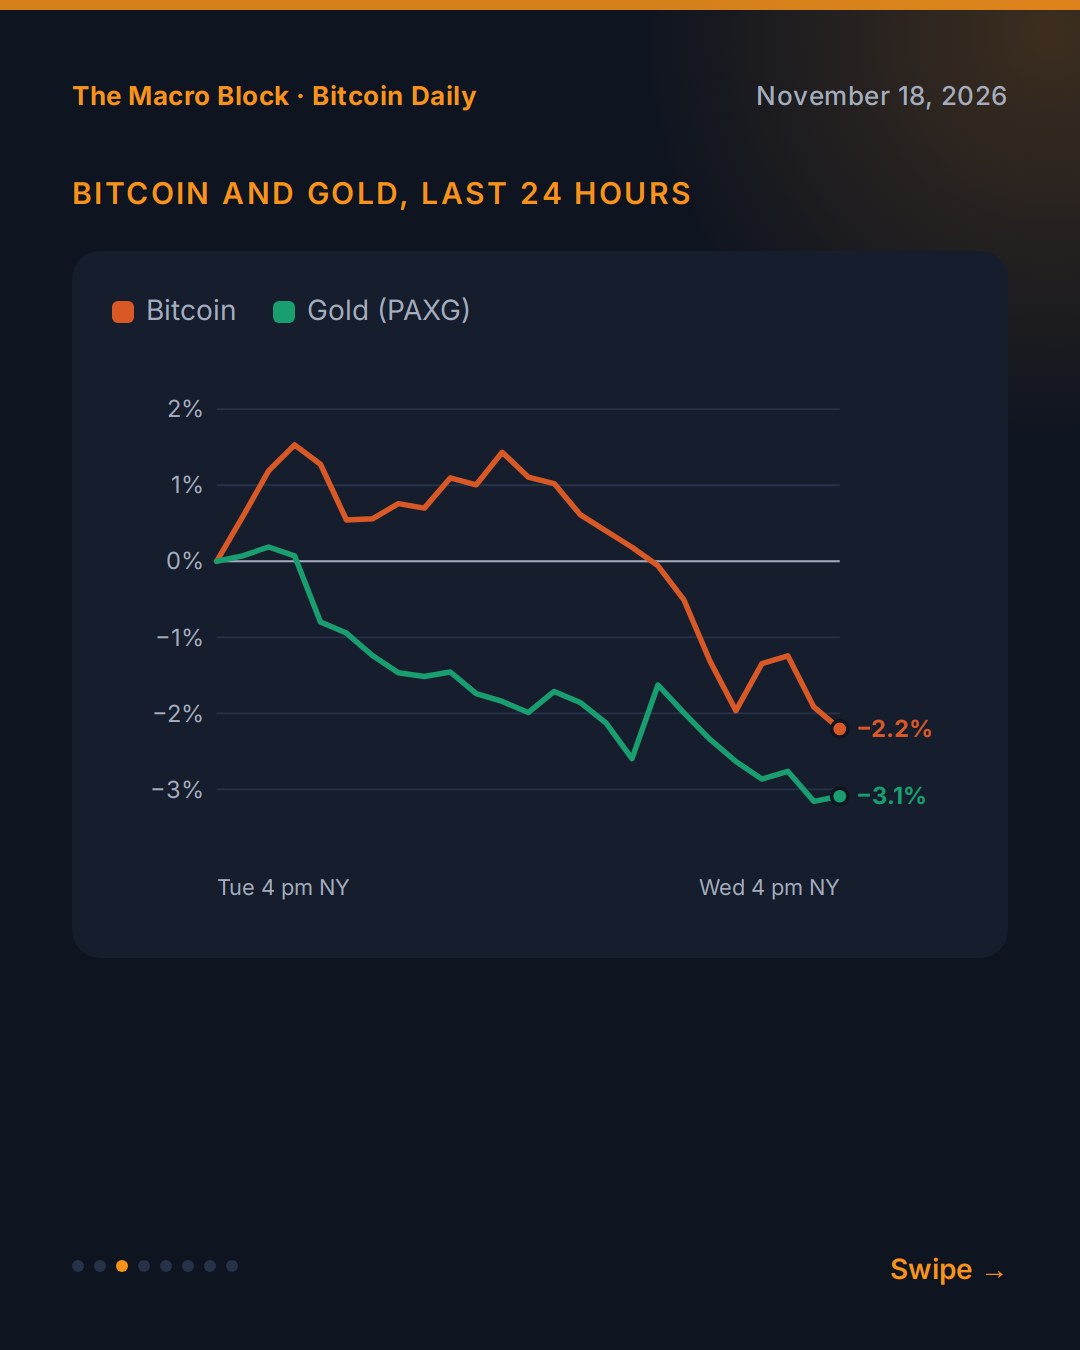 The Macro Block · Bitcoin Daily
November 18, 2026
BITCOIN AND GOLD, LAST 24 HOURS
Bitcoin
Gold (PAXG)
2%
1%
0%
−1%
−2%
−3%
−2.2%
−3.1%
Tue 4 pm NY
Wed 4 pm NY
Swipe →